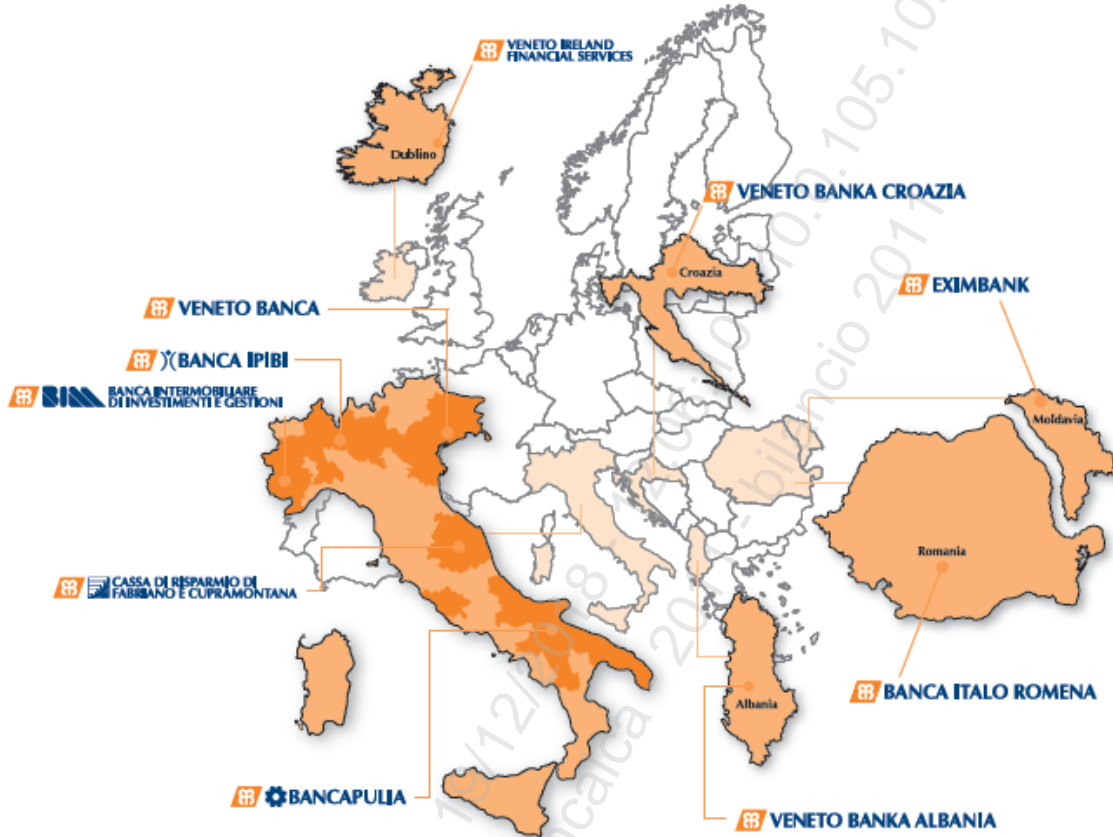 VENETO IRELAND
FINANCIAL SERVICES
Dublino
VENETO BANKA CROAZIA
Croazia
EXIMBANK
Moldavia
VENETO BANCA
BANCA IPIBI
BIM BANCA INTERMOBILIARE
DI INVESTIMENTI E GESTIONI
Romania
CASSA DI RISPARMIO DI
FABRIANO E CUPRAMONTANA
BANCA ITALO ROMENA
Albania
BANCAPULIA
VENETO BANKA ALBANIA